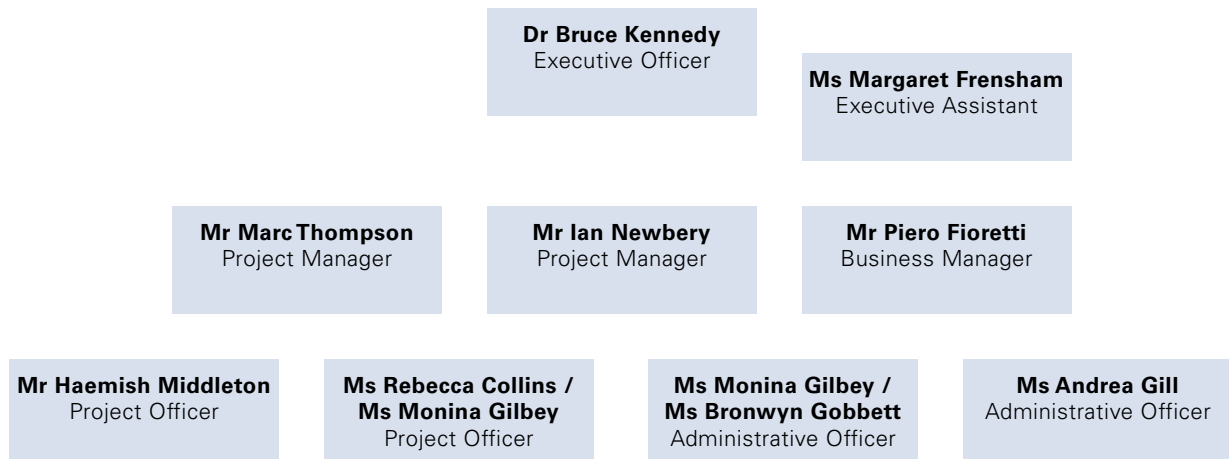 Dr Bruce Kennedy
Executive Officer
Ms Margaret Frensham
Executive Assistant
Mr Marc Thompson
Project Manager
Mr Ian Newbery
Project Manager
Mr Piero Fioretti
Business Manager
Mr Haemish Middleton
Project Officer
Ms Rebecca Collins /
Ms Monina Gilbey
Project Officer
Ms Monina Gilbey /
Ms Bronwyn Gobbett
Administrative Officer
Ms Andrea Gill
Administrative Officer